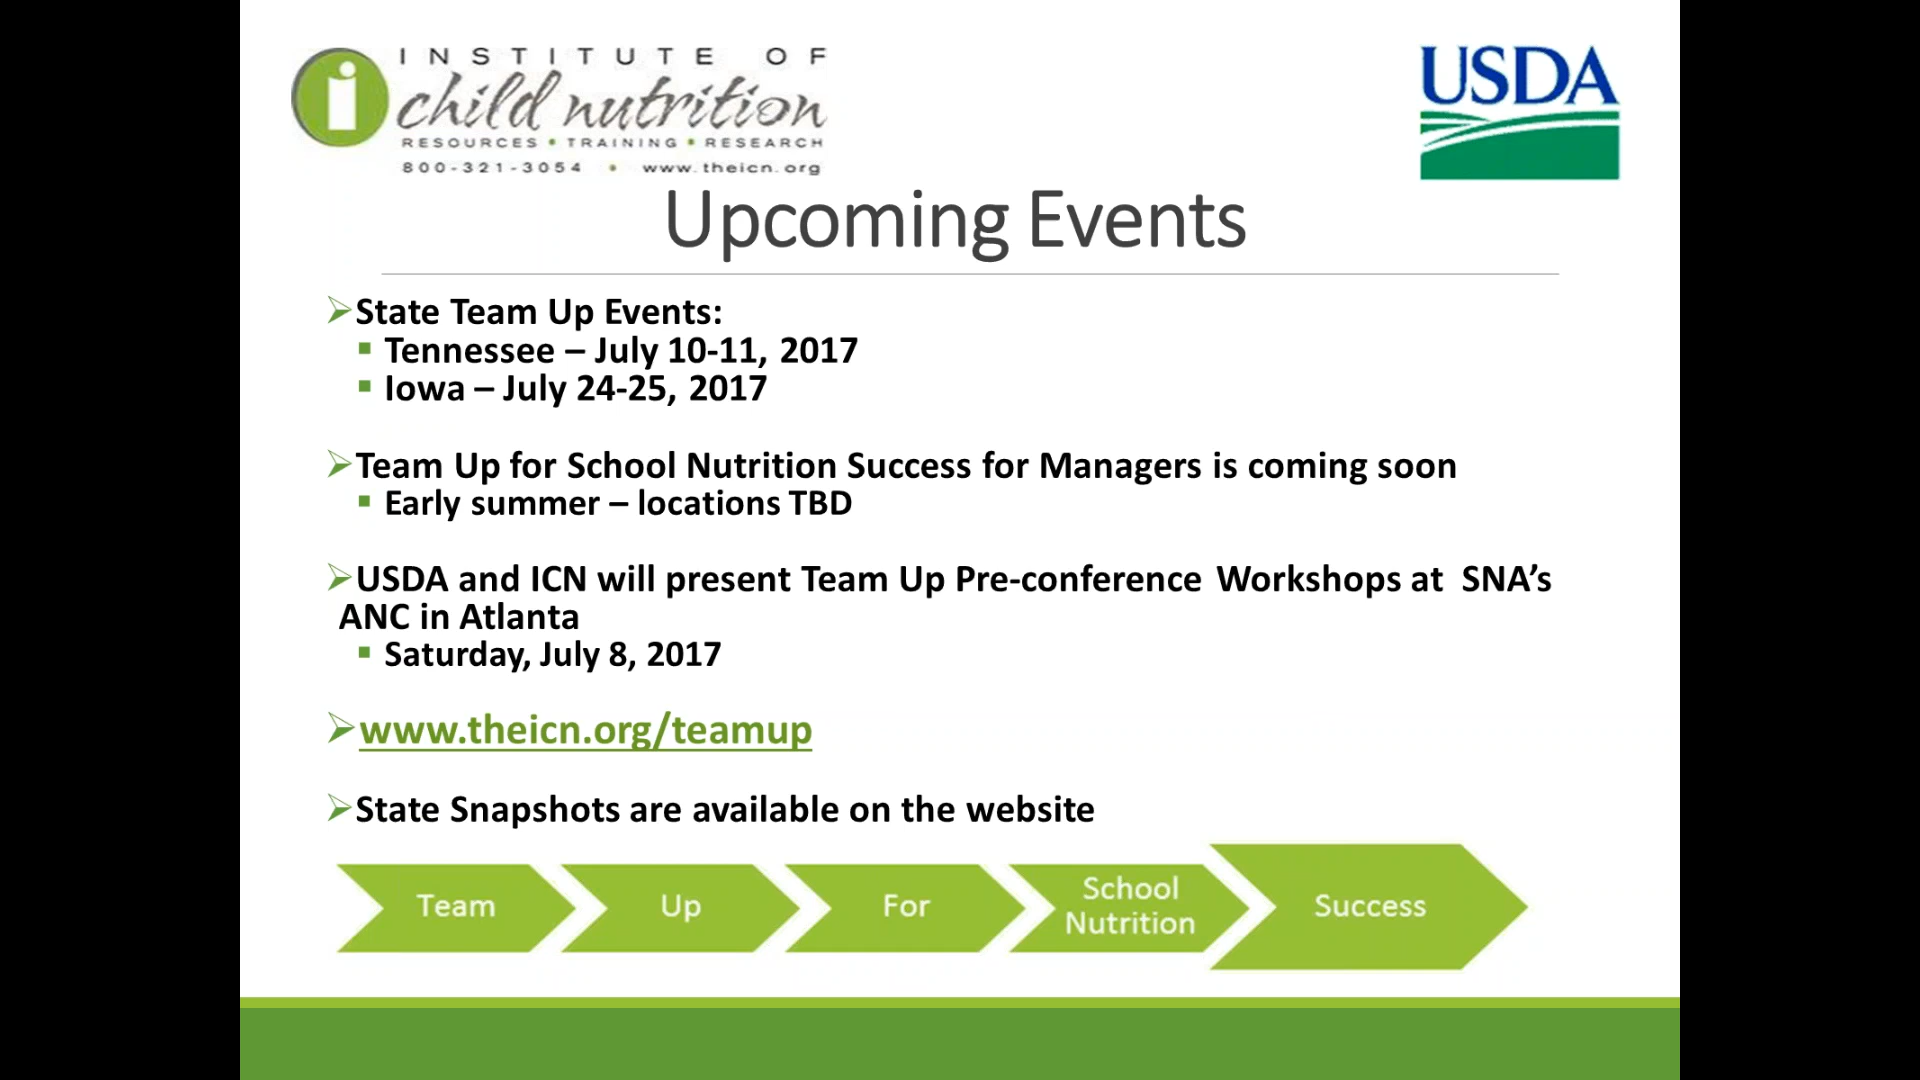 INSTITUTE OF
child nutrition
RESOURCES • TRAINING • RESEARCH
800-321-3054 • www.theicn.org
USDA
Upcoming Events
State Team Up Events:
Tennessee – July 10-11, 2017
Iowa – July 24-25, 2017
Team Up for School Nutrition Success for Managers is coming soon
Early summer – locations TBD
USDA and ICN will present Team Up Pre-conference Workshops at SNA’s
ANC in Atlanta
Saturday, July 8, 2017
www.theicn.org/teamup
State Snapshots are available on the website
Team
Up
For
School
Nutrition
Success